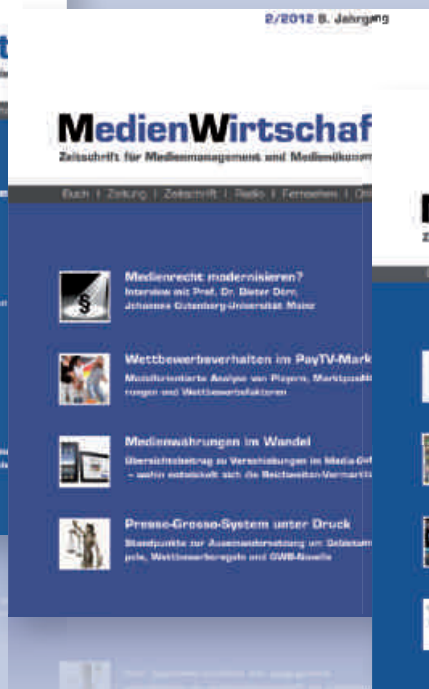 2/2012 8. Jahrgang
MedienWirtschaf
Zeitschrift für Medienmanagement und Medienökonom
Buch | Zeitung | Zeitschrift | Radio | Fernsehen |
Medienrecht modernisieren?
Interview mit Prof. Dr. Dieter Dörr,
Johannes Gutenberg-Universität Mainz
Wettbewerbsverhalten im PayTV-Mark
Modellorientierte Analyse von Playern, Marktpositi
rungen und Wettbewerbsfaktoren
Medienwährungen im Wandel
Übersichtsbeitrag zu Verschiebungen im Media-
– wohin entwickelt sich die Reichweiten-Vermarkt
Presse-Grosso-System unter Druck
Standpunkte zur Auseinandersetzung um Gebietsm
pole, Wettbewerbsregeln und GWB-Novelle